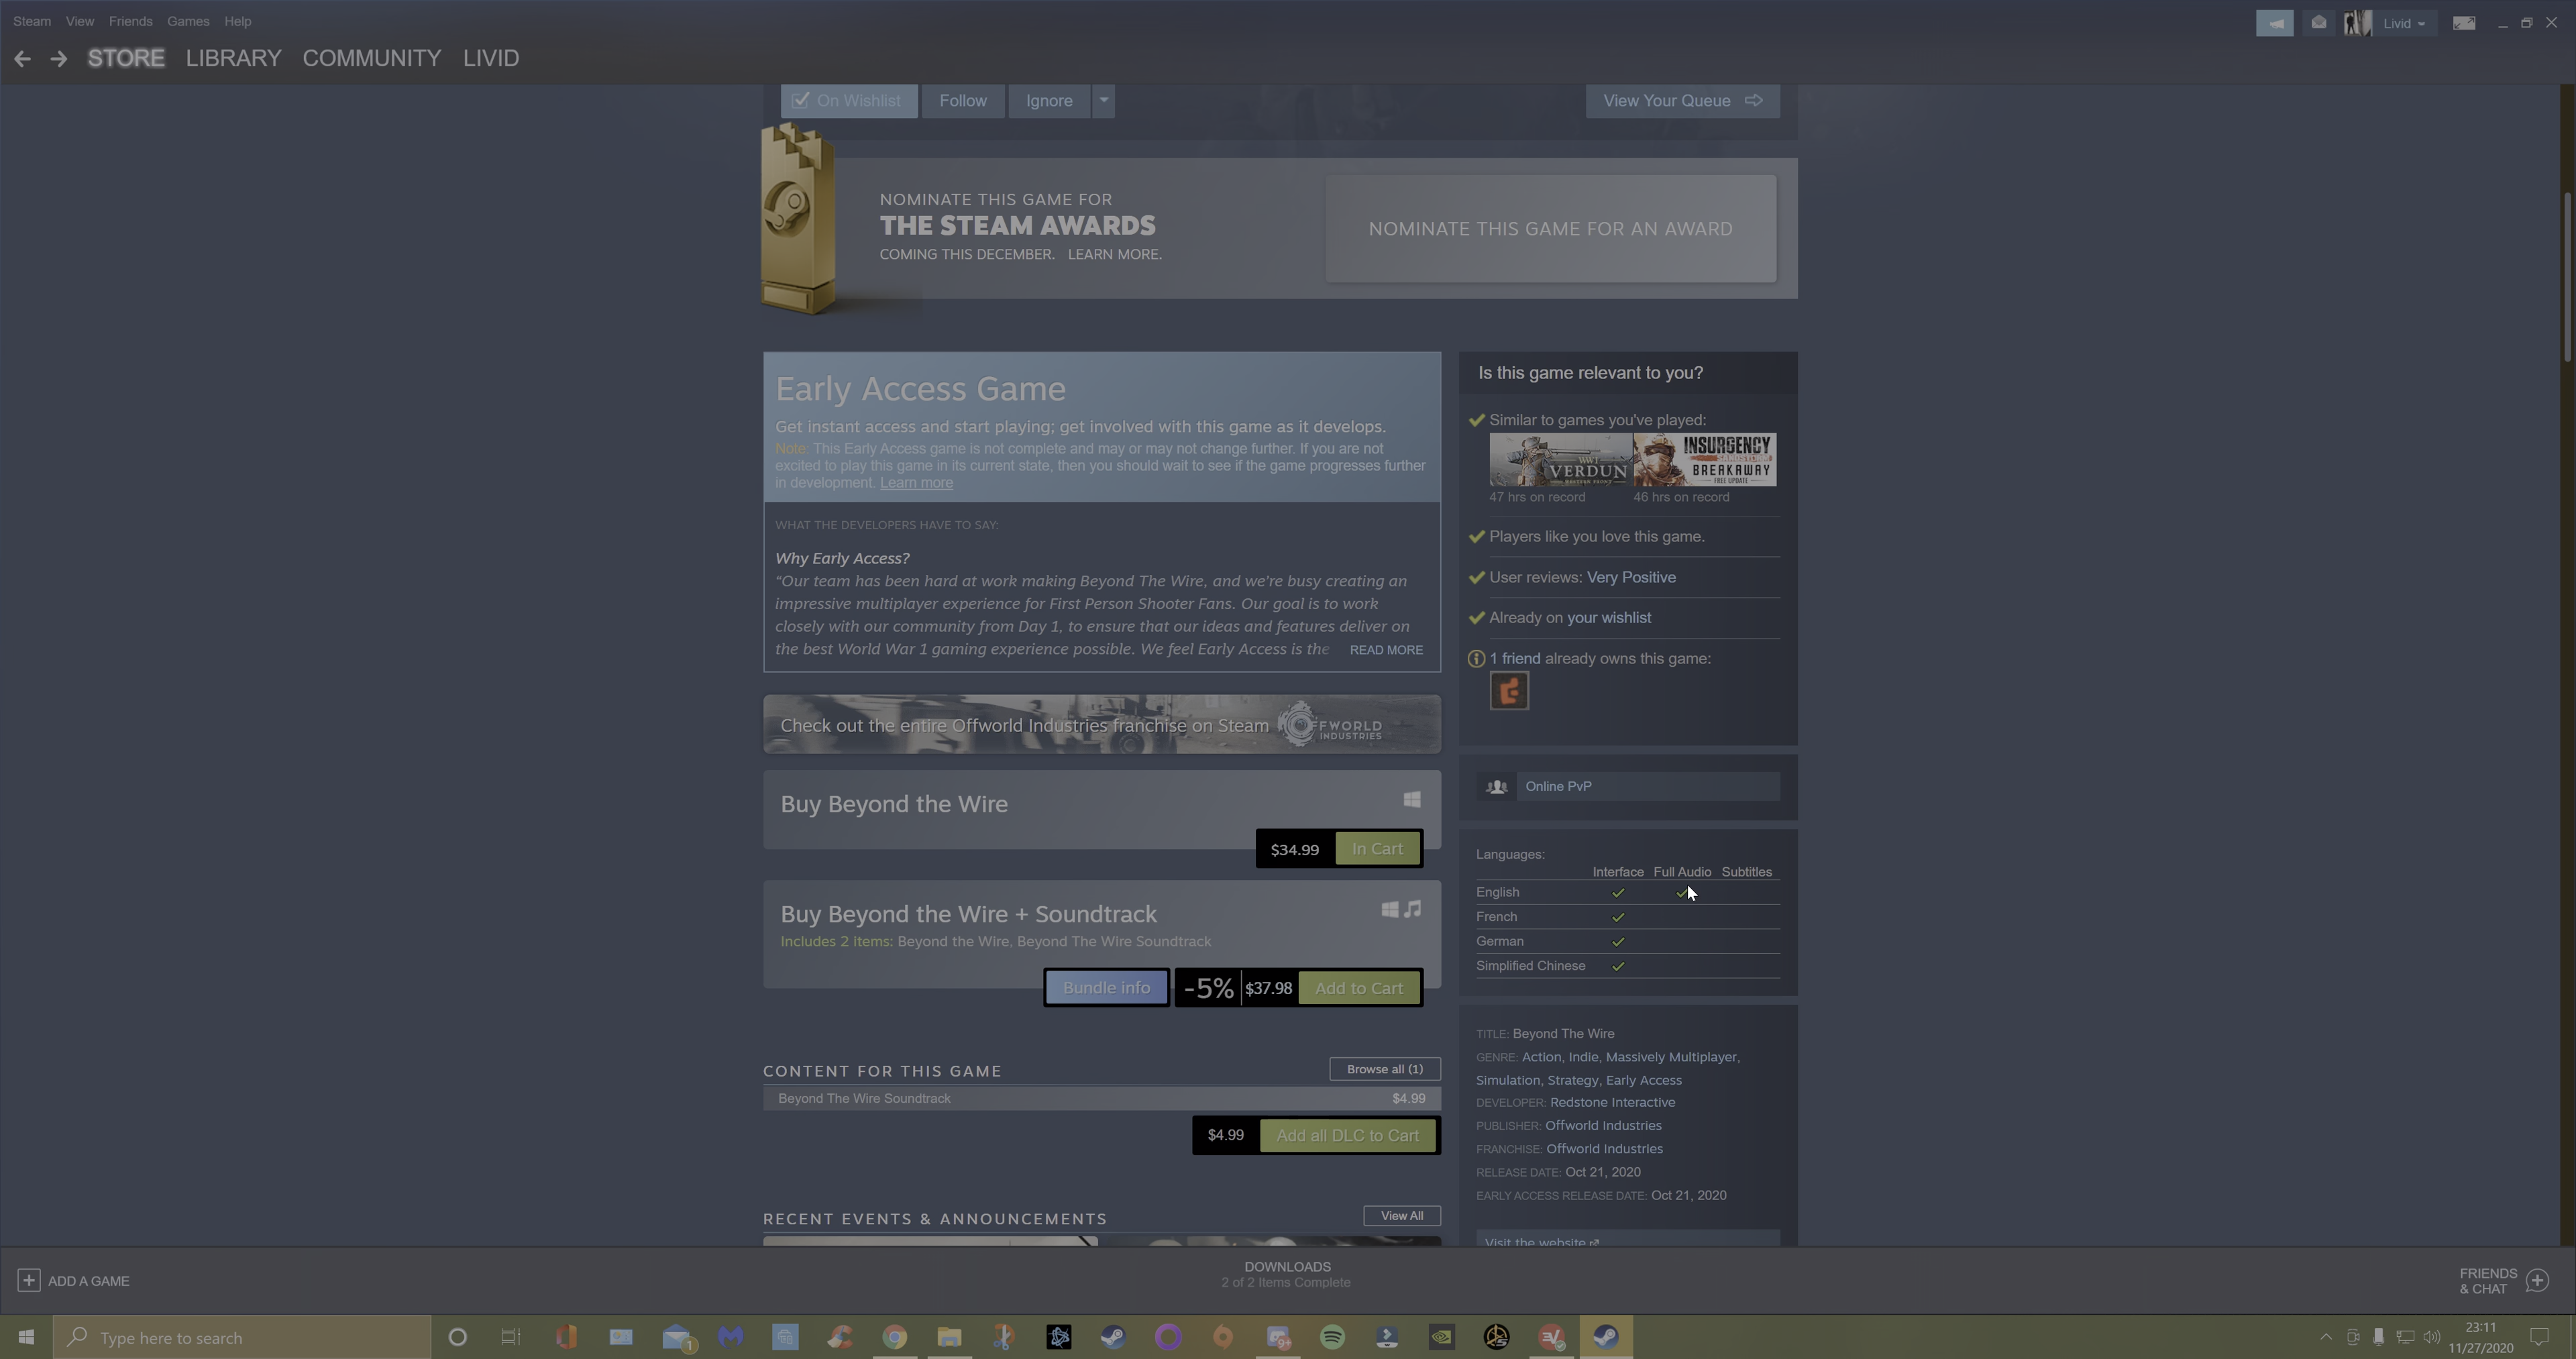 Steam View Friends Games Help
Livid
STORE LIBRARY COMMUNITY LIVID
On Wishlist Follow Ignore View Your Queue
NOMINATE THIS GAME FOR
THE STEAM AWARDS
COMING THIS DECEMBER. LEARN MORE.
NOMINATE THIS GAME FOR AN AWARD
Early Access Game
Get instant access and start playing; get involved with this game as it develops.
Note: This Early Access game is not complete and may or may not change further. If you are not
excited to play this game in its current state, then you should wait to see if the game progresses further
in development. Learn more
WHAT THE DEVELOPERS HAVE TO SAY:
Why Early Access?
“Our team has been hard at work making Beyond The Wire, and we're busy creating an
impressive multiplayer experience for First Person Shooter Fans. Our goal is to work
closely with our community from Day 1, to ensure that our ideas and features deliver on
the best World War 1 gaming experience possible. We feel Early Access is the READ MORE
Check out the entire Offworld Industries franchise on Steam
OFFWORLD
INDUSTRIES
Buy Beyond the Wire
$34.99 In Cart
Buy Beyond the Wire + Soundtrack
Includes 2 items: Beyond the Wire, Beyond The Wire Soundtrack
Bundle info -5% $37.98 Add to Cart
CONTENT FOR THIS GAME Browse all (1)
Beyond The Wire Soundtrack $4.99
$4.99 Add all DLC to Cart
RECENT EVENTS & ANNOUNCEMENTS View All
Is this game relevant to you?
Similar to games you've played:
VERDUN
WESTERN FRONT
INSURGENCY
SANDSTORM
BREAKAWAY
FREE UPDATE
47 hrs on record 46 hrs on record
Players like you love this game.
User reviews: Very Positive
Already on your wishlist
1 friend already owns this game:
Online PvP
Languages:
Interface Full Audio Subtitles
English
French
German
Simplified Chinese
TITLE: Beyond The Wire
GENRE: Action, Indie, Massively Multiplayer,
Simulation, Strategy, Early Access
DEVELOPER: Redstone Interactive
PUBLISHER: Offworld Industries
FRANCHISE: Offworld Industries
RELEASE DATE: Oct 21, 2020
EARLY ACCESS RELEASE DATE: Oct 21, 2020
Visit the website
ADD A GAME
DOWNLOADS
2 of 2 Items Complete
FRIENDS
& CHAT
Type here to search
1
9+
23:11
11/27/2020